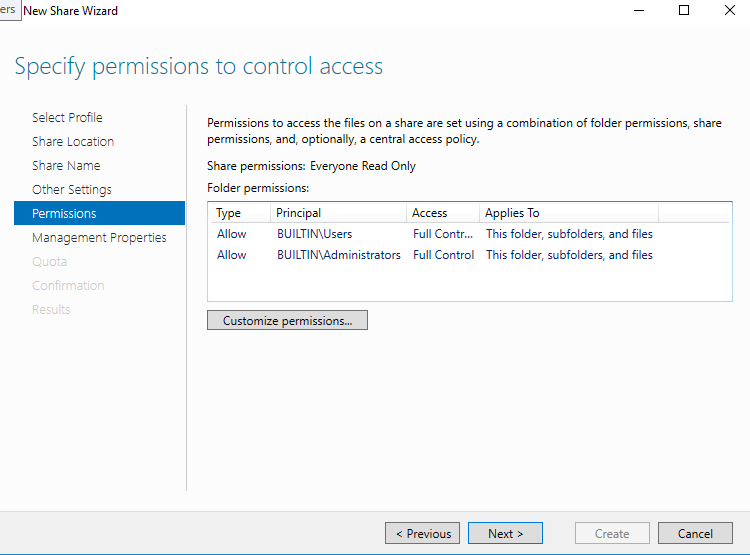 ers New Share Wizard
Specify permissions to control access
Select Profile
Share Location
Share Name
Other Settings
Permissions
Management Properties
Quota
Confirmation
Results
Permissions to access the files on a share are set using a combination of folder permissions, share
permissions, and, optionally, a central access policy.
Share permissions: Everyone Read Only
Folder permissions:
Type Principal Access Applies To
Allow BUILTIN\Users Full Contr... This folder, subfolders, and files
Allow BUILTIN\Administrators Full Control This folder, subfolders, and files
Customize permissions...
< Previous Next > Create Cancel